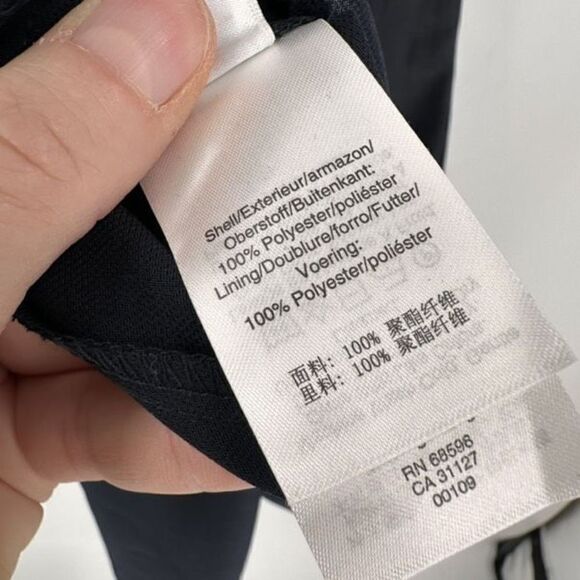 Shell/Exterieur/armazon/
Oberstoff/Buitenkant:
100% Polyester/poliéster
Lining/Doublure/forro/Futter/
Voering:
100% Polyester/poliéster
面料: 100% 聚酯纤维
里料: 100% 聚酯纤维
RN 68598
CA 31127
00109